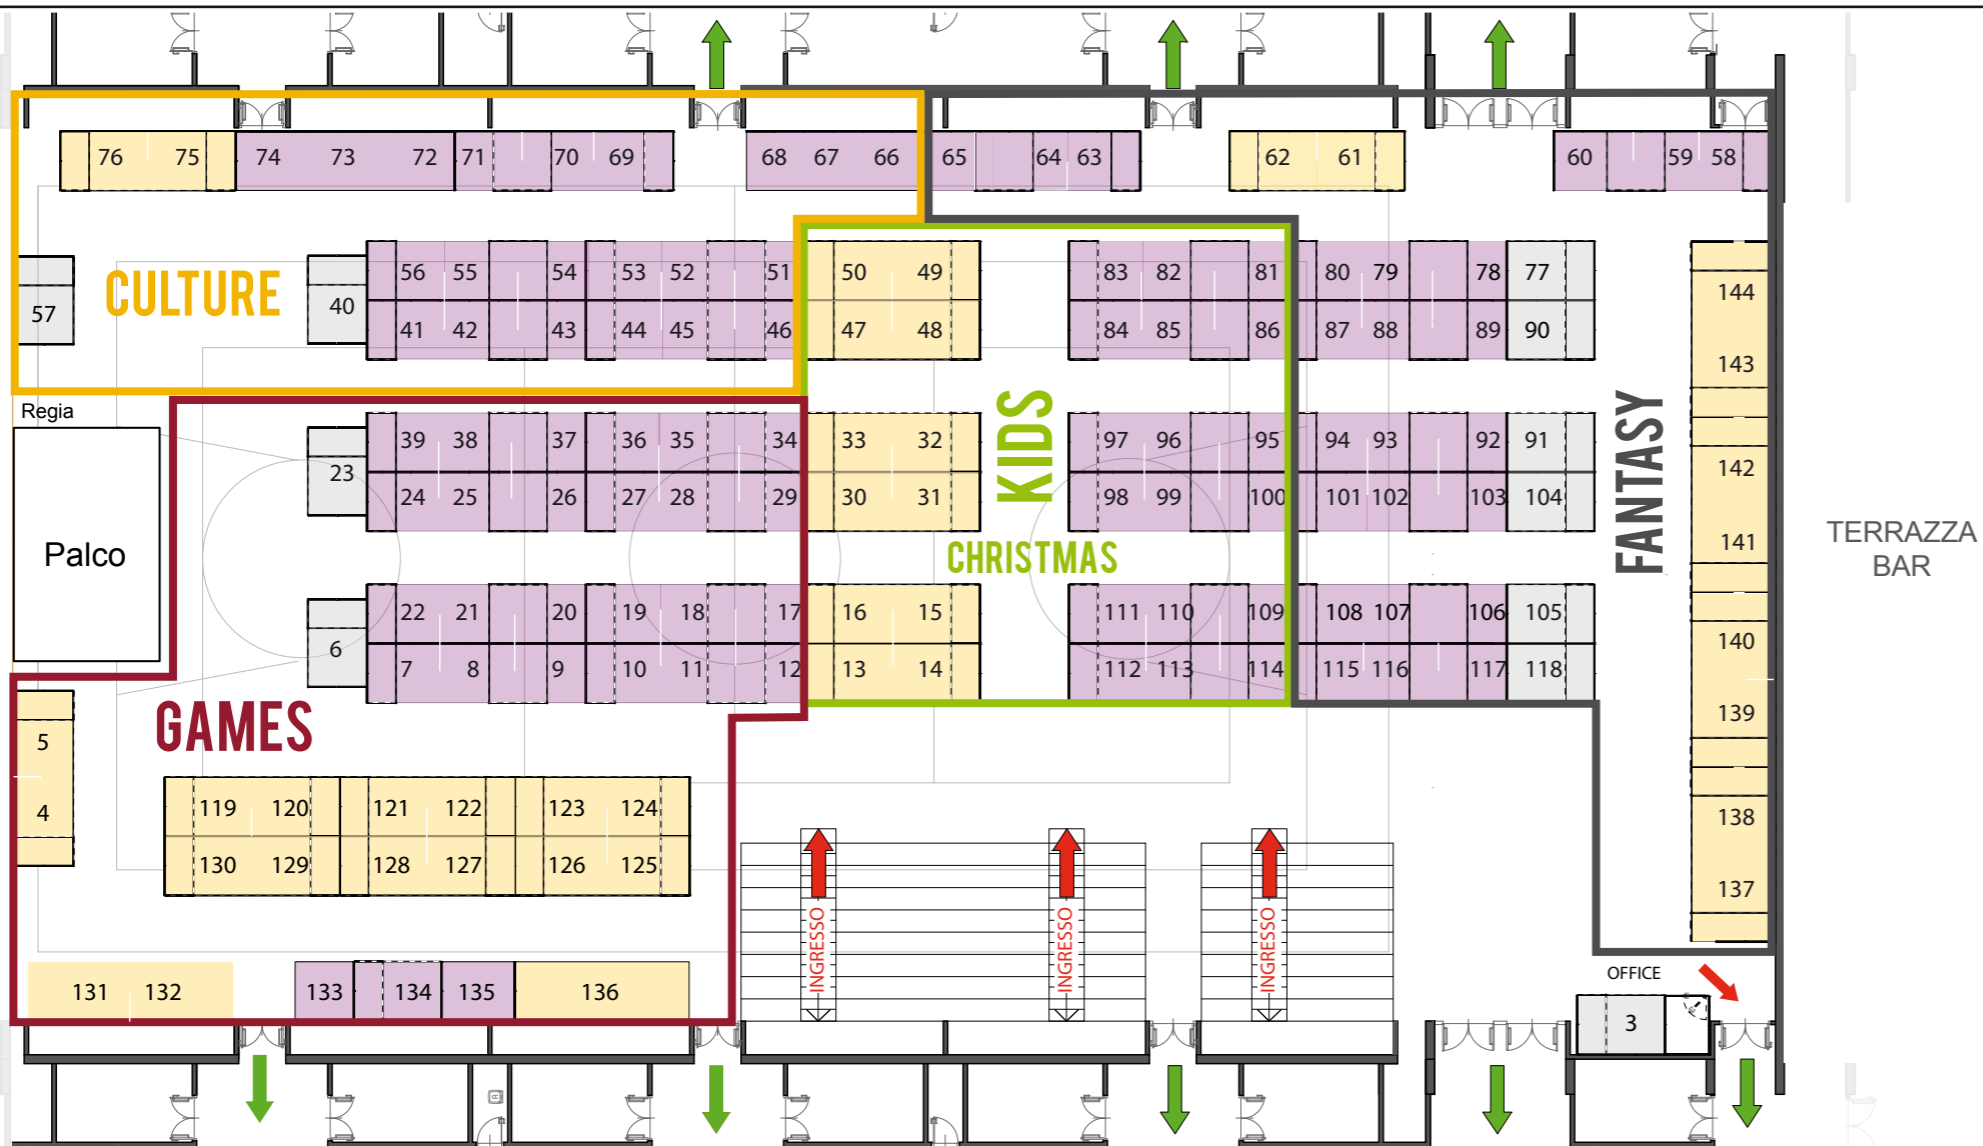 76 75 74 73 72 71 70 69 68 67 66 65 64 63 62 61 60 59 58
56 55 54 53 52 51 50 49 83 82 81 80 79 78 77
144
57 CULTURE 40
41 42 43 44 45 46 47 48 84 85 86 87 88 89 90
143
Regia
39 38 37 36 35 34 33 32 KIDS 97 96 95 94 93 92 91 FANTASY
23
142
24 25 26 27 28 29 30 31 98 99 100 101 102 103 104
Palco
CHRISTMAS
141
TERRAZZA
BAR
22 21 20 19 18 17 16 15 111 110 109 108 107 106 105
6
140
7 8 9 10 11 12 13 14 112 113 114 115 116 117 118
139
GAMES
5
119 120 121 122 123 124
4
138
130 129 128 127 126 125
137
INGRESSO INGRESSO INGRESSO
OFFICE
131 132 133 134 135 136
3